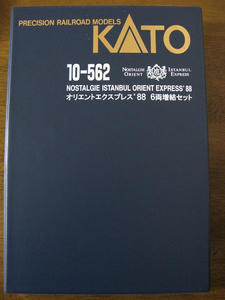 PRECISION RAILROAD MODELS
KATO
10-562
NOSTALGIE ISTANBUL
ORIENT EXPRESS
NOSTALGIE ISTANBUL ORIENT EXPRESS'88
オリエントエクスプレス'88 6両増結セット